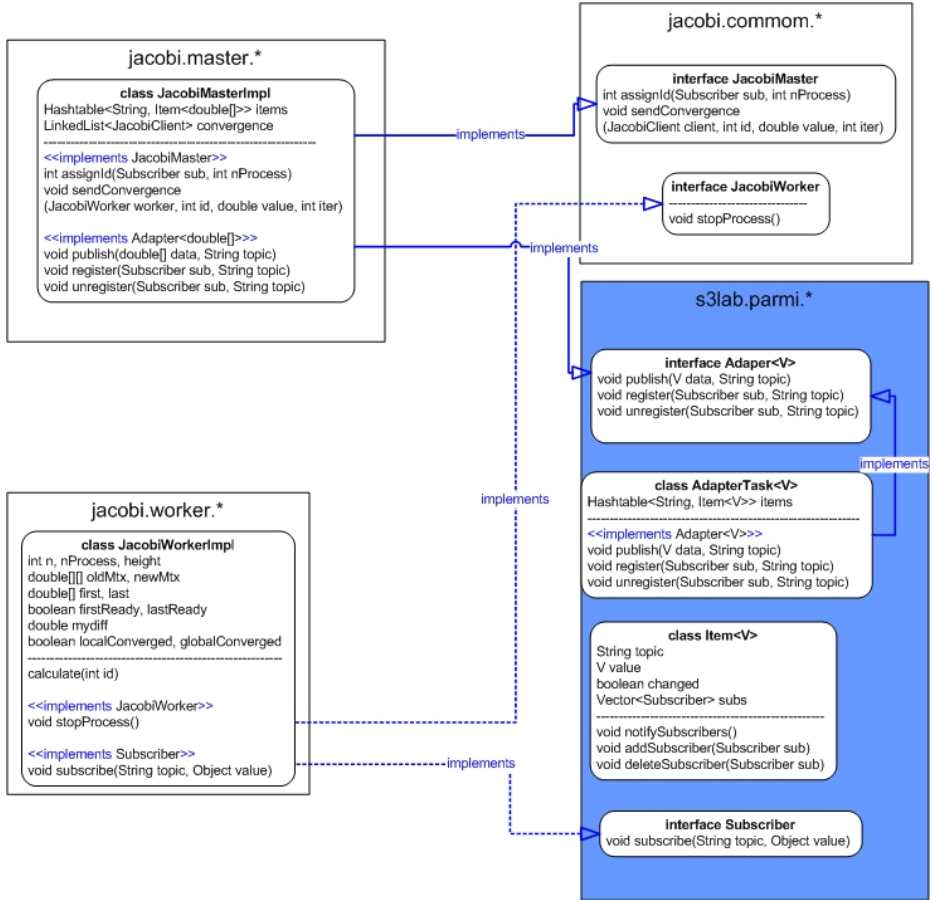 jacobi.master.*
class JacobiMasterImpl
Hashtable<String, Item<double[]>> items
LinkedList<JacobiClient> convergence
<<implements JacobiMaster>>
int assignId(Subscriber sub, int nProcess)
void sendConvergence
(JacobiWorker worker, int id, double value, int iter)
<<implements Adapter<double[]>>>
void publish(double[] data, String topic)
void register(Subscriber sub, String topic)
void unregister(Subscriber sub, String topic)
implements
implements
jacobi.commom.*
interface JacobiMaster
int assignId(Subscriber sub, int nProcess)
void sendConvergence
(JacobiClient client, int id, double value, int iter)
interface JacobiWorker
void stopProcess()
s3lab.parmi.*
interface Adaper<V>
void publish(V data, String topic)
void register(Subscriber sub, String topic)
void unregister(Subscriber sub, String topic)
implements
class AdapterTask<V>
Hashtable<String, Item<V>> items
<<implements Adapter<V>>>
void publish(V data, String topic)
void register(Subscriber sub, String topic)
void unregister(Subscriber sub, String topic)
class Item<V>
String topic
V value
boolean changed
Vector<Subscriber> subs
void notifySubscribers()
void addSubscriber(Subscriber sub)
void deleteSubscriber(Subscriber sub)
interface Subscriber
void subscribe(String topic, Object value)
jacobi.worker.*
class JacobiWorkerImpl
int n, nProcess, height
double[][] oldMtx, newMtx
double[] first, last
boolean firstReady, lastReady
double mydiff
boolean localConverged, globalConverged
calculate(int id)
<<implements JacobiWorker>>
void stopProcess()
<<implements Subscriber>>
void subscribe(String topic, Object value)
implements
implements